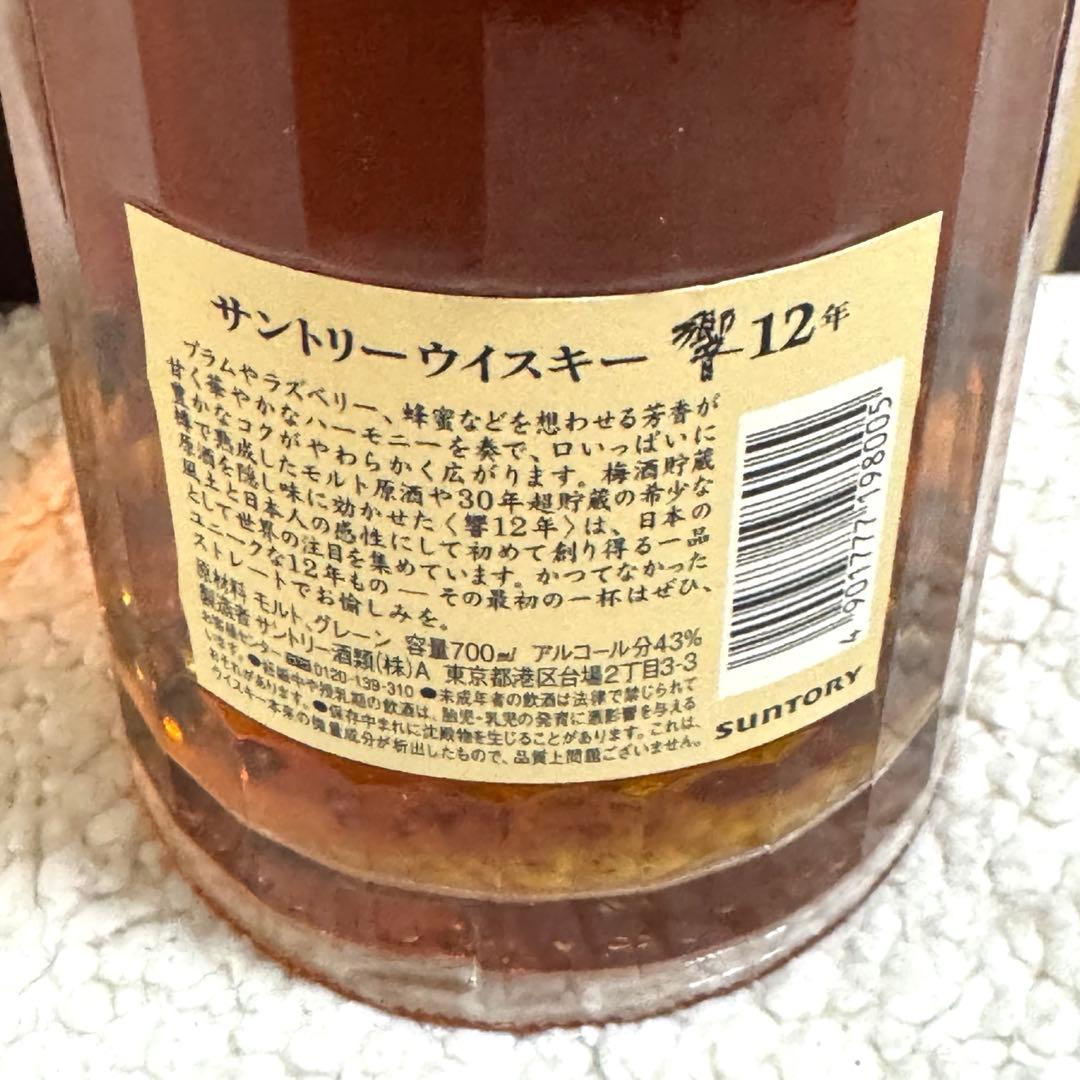 サントリーウイスキー 響 12年
プラムやラズベリー、蜂蜜などを想わせる芳香が
甘く華やかなハーモニーを奏で、口いっぱいに
豊かなコクがやわらかく広がります。梅酒貯蔵
樽で熟成したモルト原酒や30年超貯蔵の希少な
原酒を隠し味に効かせた〈響12年〉は、日本の
風土と日本人の感性にして初めて創り得る一品
として世界の注目を集めています。かつてなかった
ユニークな12年もの — その最初の一杯はぜひ、
ストレートでお愉しみを。
原材料 モルト、グレーン 容量700㎖ アルコール分43%
製造者 サントリー酒類(株)A 東京都港区台場2丁目3-3
お客様センター 0120-139-310 ●未成年者の飲酒は法律で禁じられて
います。●妊娠中や授乳期の飲酒は、胎児・乳児の発育に悪影響を与える
おそれがあります。●保存中まれに沈殿物を生じることがあります。これは、
ウイスキー本来の微量成分が析出したもので、品質上問題ございません。
4 901777 198005
SUNTORY